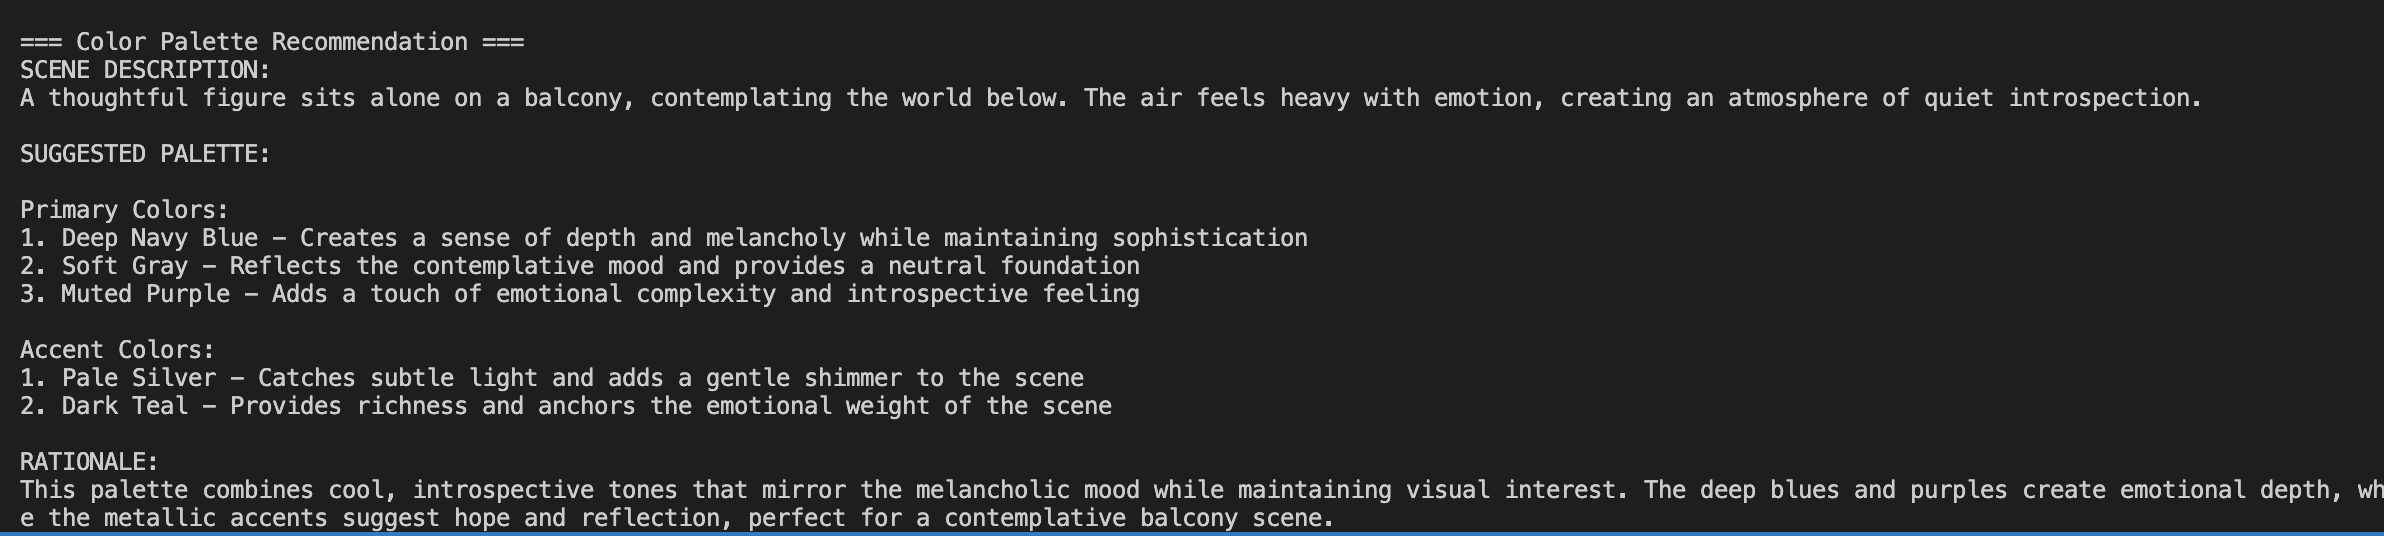 === Color Palette Recommendation ===
SCENE DESCRIPTION:
A thoughtful figure sits alone on a balcony, contemplating the world below. The air feels heavy with emotion, creating an atmosphere of quiet introspection.
SUGGESTED PALETTE:
Primary Colors:
1. Deep Navy Blue – Creates a sense of depth and melancholy while maintaining sophistication
2. Soft Gray – Reflects the contemplative mood and provides a neutral foundation
3. Muted Purple – Adds a touch of emotional complexity and introspective feeling
Accent Colors:
1. Pale Silver – Catches subtle light and adds a gentle shimmer to the scene
2. Dark Teal – Provides richness and anchors the emotional weight of the scene
RATIONALE:
This palette combines cool, introspective tones that mirror the melancholic mood while maintaining visual interest. The deep blues and purples create emotional depth, wh
e the metallic accents suggest hope and reflection, perfect for a contemplative balcony scene.